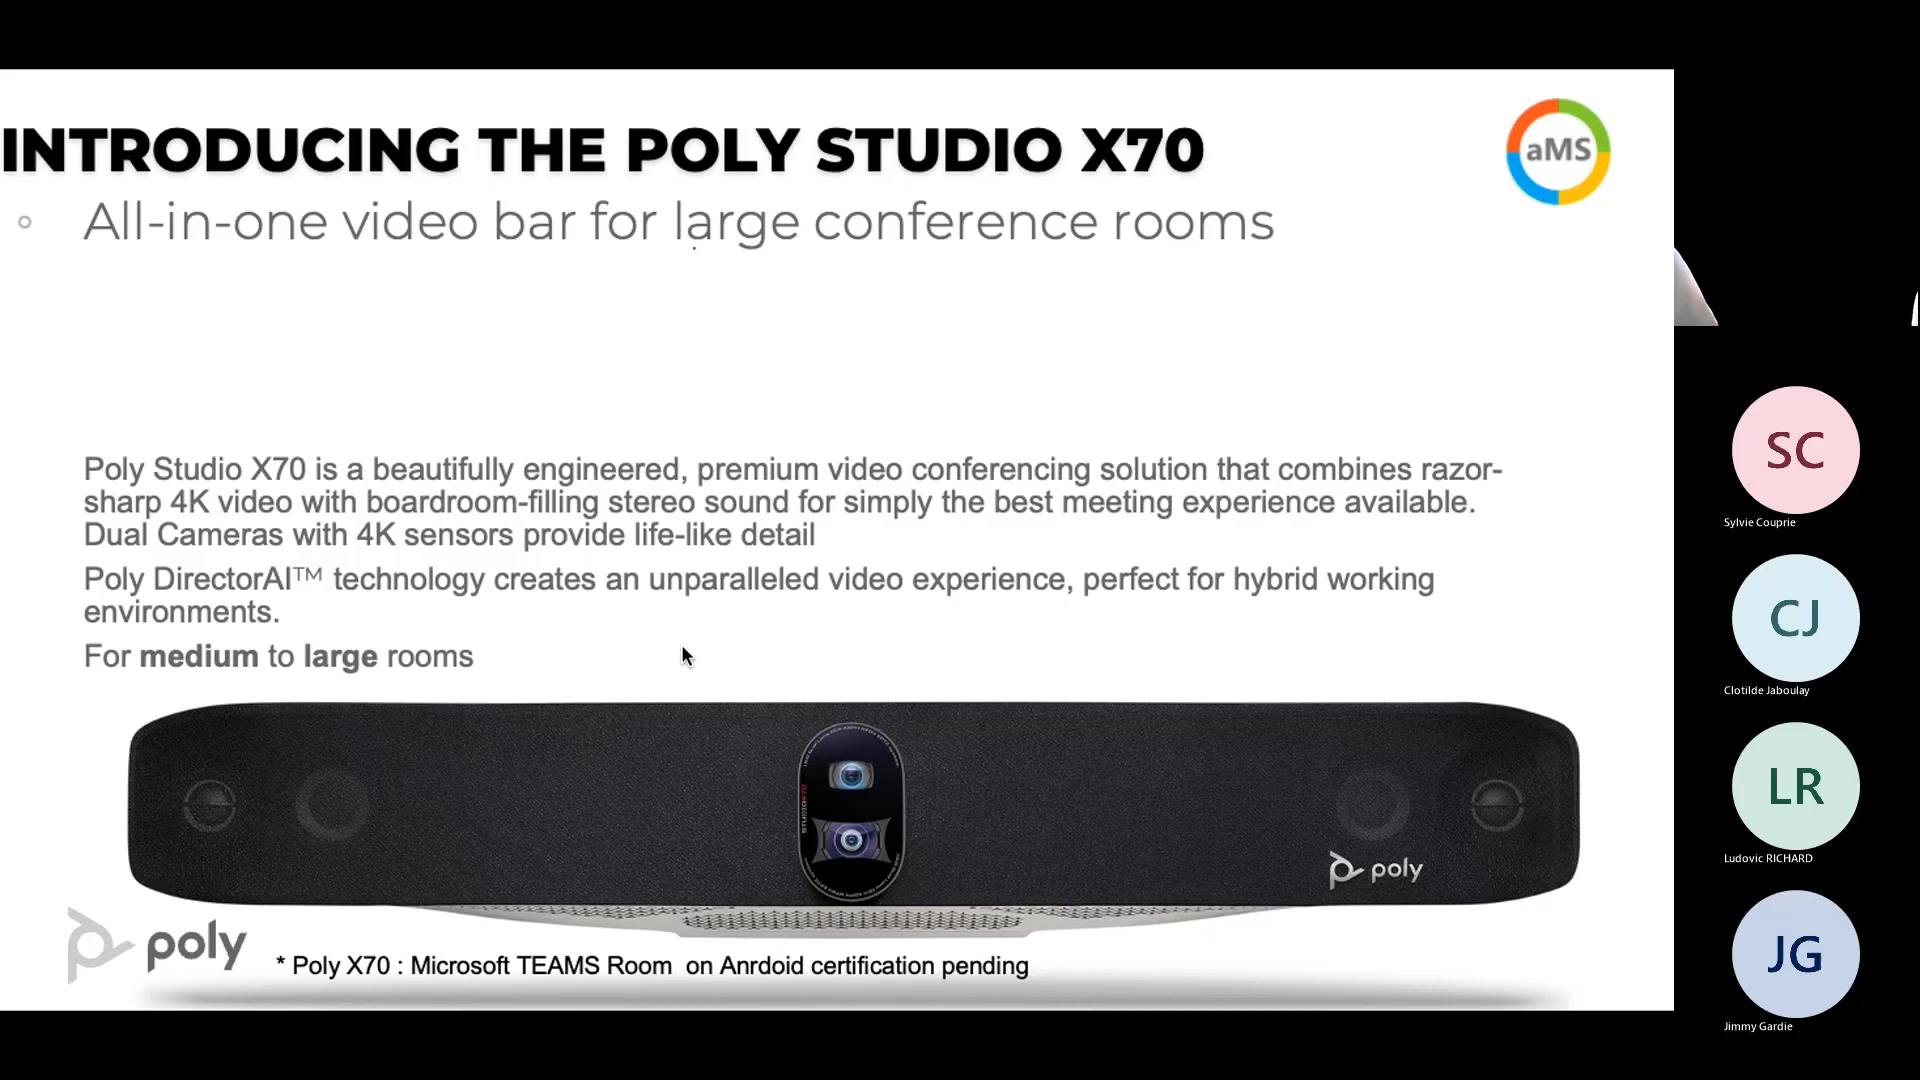 INTRODUCING THE POLY STUDIO X70
aMS
All-in-one video bar for large conference rooms
Poly Studio X70 is a beautifully engineered, premium video conferencing solution that combines razor-
sharp 4K video with boardroom-filling stereo sound for simply the best meeting experience available.
Dual Cameras with 4K sensors provide life-like detail
Poly DirectorAI™ technology creates an unparalleled video experience, perfect for hybrid working
environments.
For medium to large rooms
STUDIOX70
poly
poly
* Poly X70 : Microsoft TEAMS Room on Anrdoid certification pending
SC
Sylvie Couprie
CJ
Clotilde Jaboulay
LR
Ludovic RICHARD
JG
Jimmy Gardie